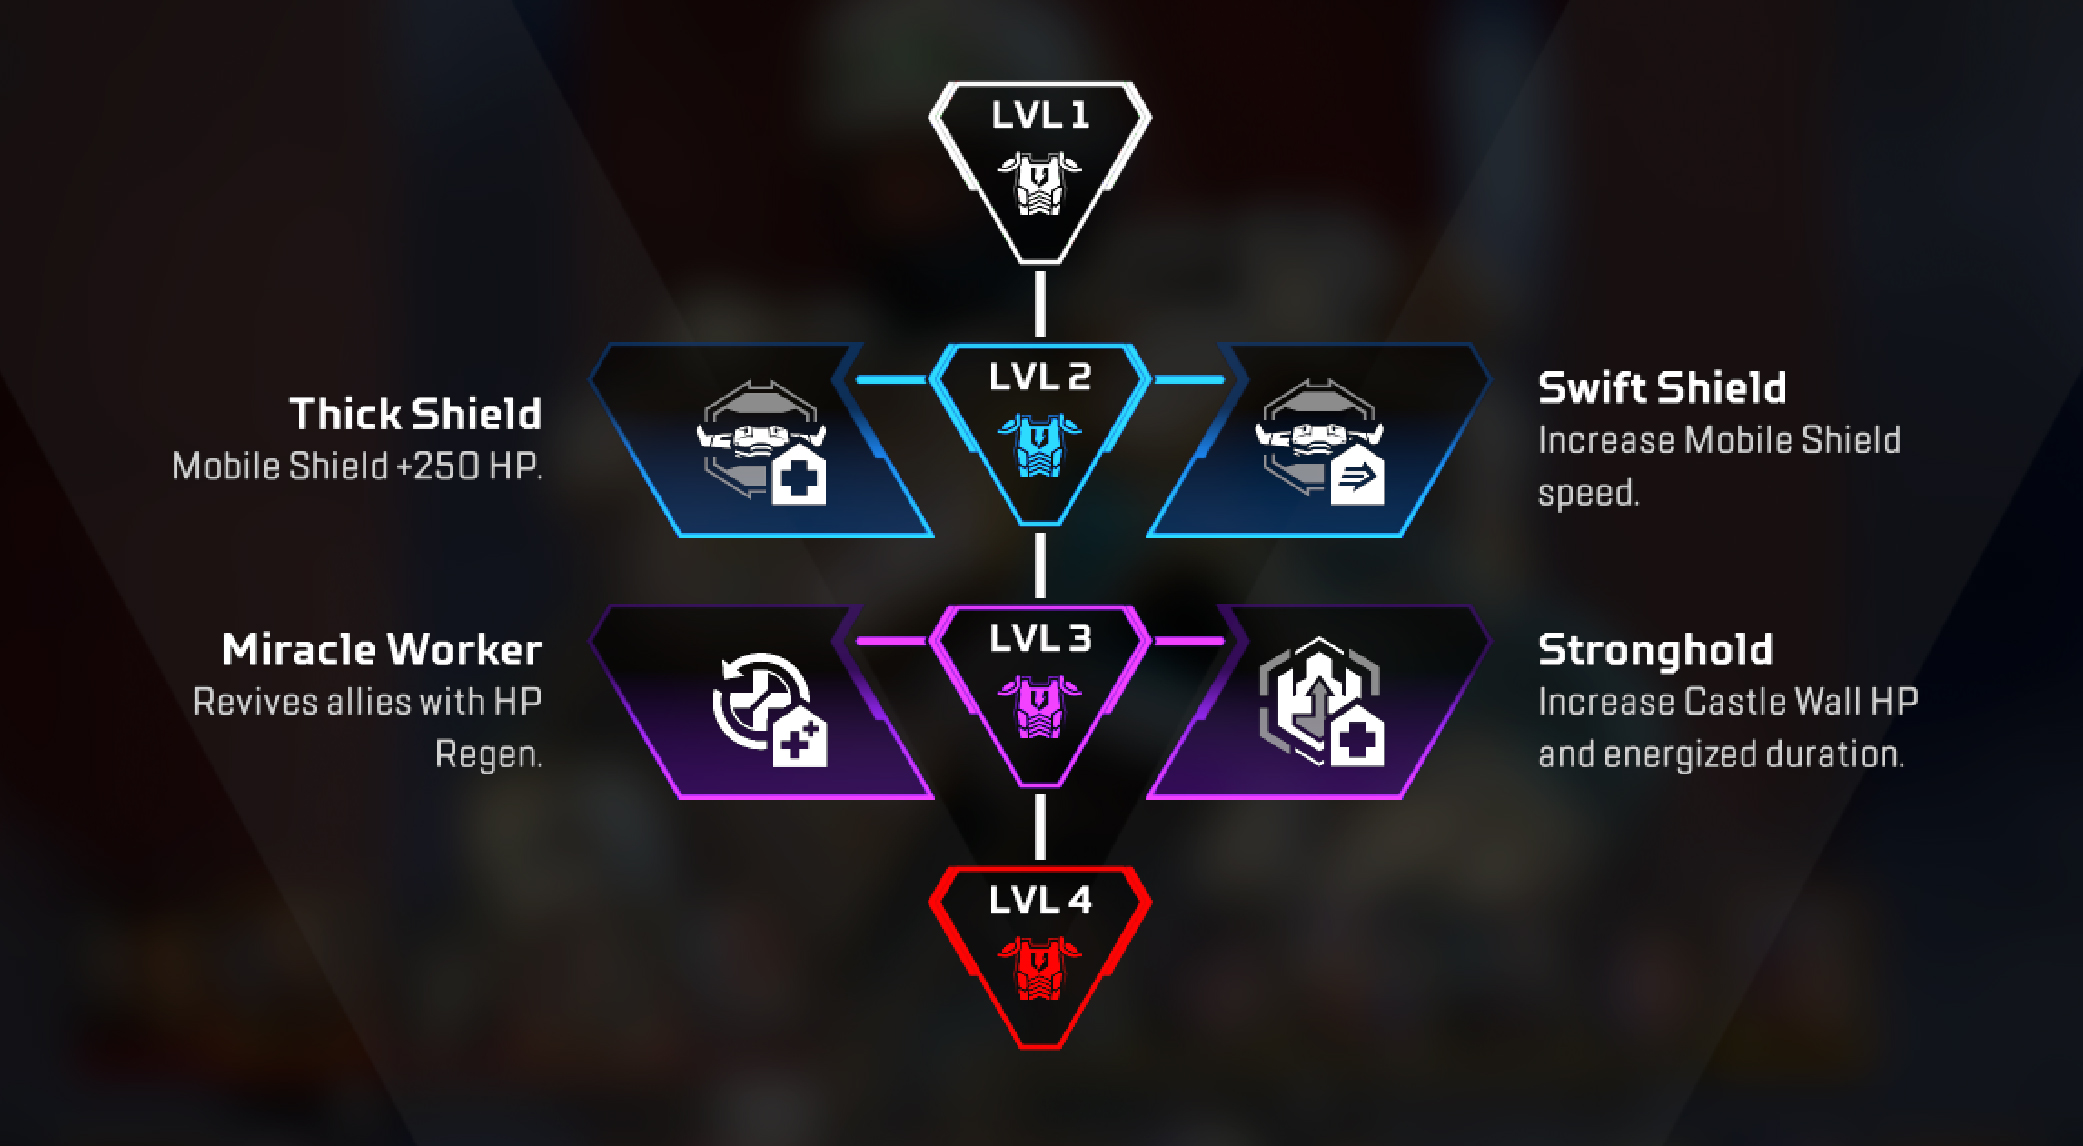 LVL 1
Thick Shield
Mobile Shield +250 HP.
LVL 2
Swift Shield
Increase Mobile Shield
speed.
Miracle Worker
Revives allies with HP
Regen.
LVL 3
Stronghold
Increase Castle Wall HP
and energized duration.
LVL 4